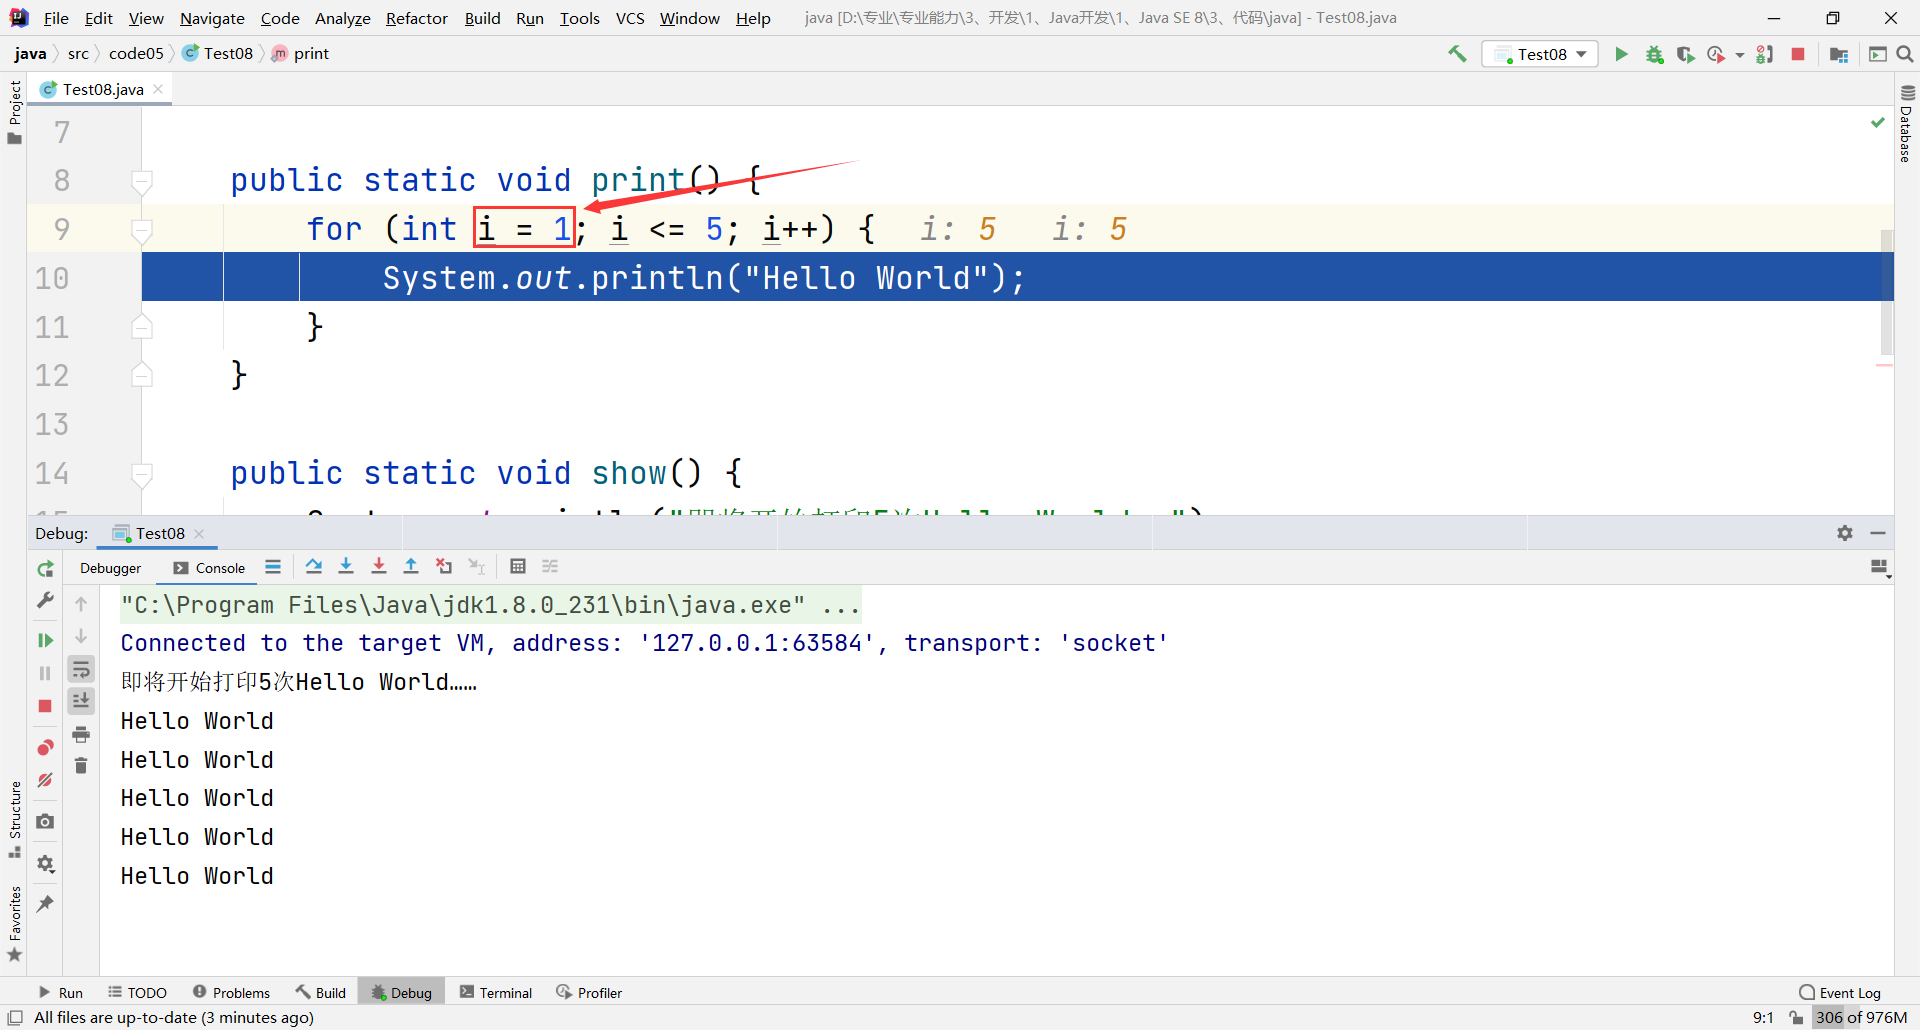 File Edit View Navigate Code Analyze Refactor Build Run Tools VCS Window Help java [D:\专业\专业能力\3、开发\1、Java开发\1、Java SE 8\3、代码\java] - Test08.java
java src code05 Test08 print
Test08
Project
Test08.java
Database
7
8 public static void print() {
9 for (int i = 1; i <= 5; i++) { i: 5 i: 5
10 System.out.println("Hello World");
11 }
12 }
13
14 public static void show() {
Debug: Test08
Debugger Console
"C:\Program Files\Java\jdk1.8.0_231\bin\java.exe" ...
Connected to the target VM, address: '127.0.0.1:63584', transport: 'socket'
即将开始打印5次Hello World……
Hello World
Hello World
Hello World
Hello World
Hello World
Structure
Favorites
Run TODO Problems Build Debug Terminal Profiler Event Log
All files are up-to-date (3 minutes ago) 9:1 306 of 976M